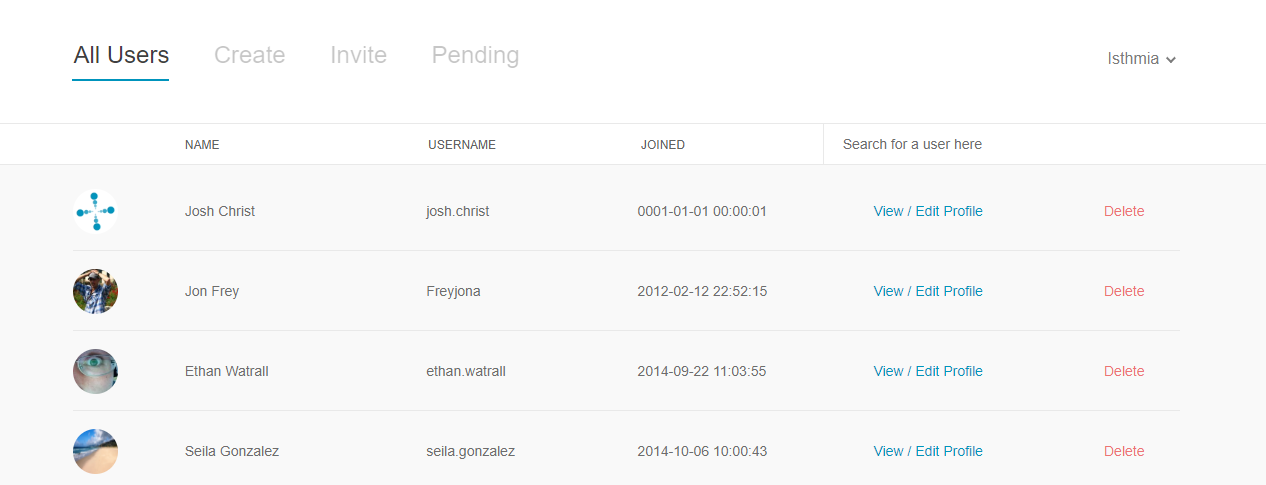 All Users Create Invite Pending
Isthmia
NAME USERNAME JOINED Search for a user here
Josh Christ josh.christ 0001-01-01 00:00:01 View / Edit Profile Delete
Jon Frey Freyjona 2012-02-12 22:52:15 View / Edit Profile Delete
Ethan Watrall ethan.watrall 2014-09-22 11:03:55 View / Edit Profile Delete
Seila Gonzalez seila.gonzalez 2014-10-06 10:00:43 View / Edit Profile Delete